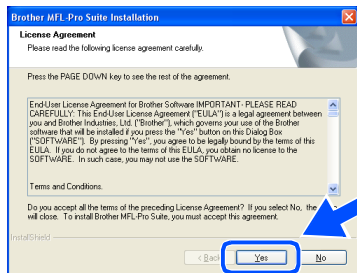 Brother MFL-Pro Suite Installation
License Agreement
Please read the following license agreement carefully.
Press the PAGE DOWN key to see the rest of the agreement.
End-User License Agreement for Brother Software IMPORTANT- PLEASE READ
CAREFULLY: This End-User License Agreement ("EULA") is a legal agreement between
you and Brother Industries, Ltd. ("Brother"), which governs your use of the Brother
software that will be installed if you press the "Yes" button on this Dialog Box
("SOFTWARE"). By pressing "Yes", you agree to be legally bound by the terms of this
EULA. If you do not agree to the terms of this EULA, you obtain no license to the
SOFTWARE. In such case, you may not use the SOFTWARE.
Terms and Conditions.
Do you accept all the terms of the preceding License Agreement? If you select No, the
will close. To install Brother MFL-Pro Suite, you must accept this agreement.
InstallShield
< Back
Yes
No